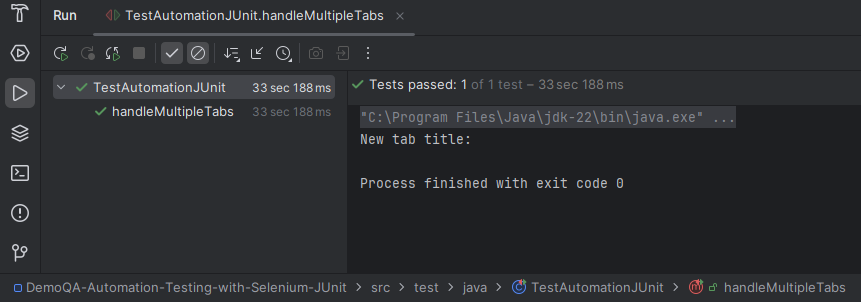 Run TestAutomationJUnit.handleMultipleTabs
TestAutomationJUnit 33 sec 188 ms
handleMultipleTabs 33 sec 188 ms
Tests passed: 1 of 1 test – 33 sec 188 ms
"C:\Program Files\Java\jdk-22\bin\java.exe" ...
New tab title:
Process finished with exit code 0
DemoQA-Automation-Testing-with-Selenium-JUnit > src > test > java > TestAutomationJUnit > handleMultipleTabs